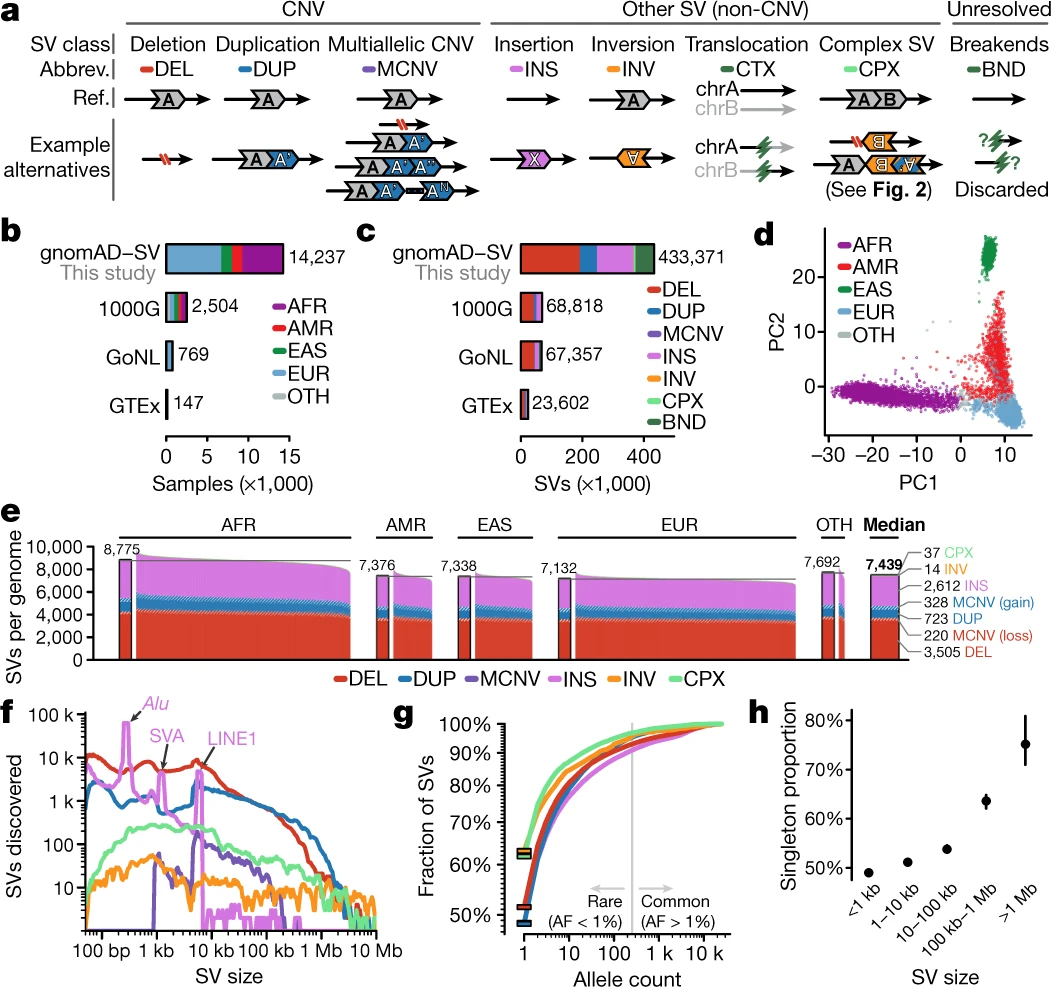 a
CNV Other SV (non-CNV) Unresolved
SV class Deletion Duplication Multiallelic CNV Insertion Inversion Translocation Complex SV Breakends
Abbrev. DEL DUP MCNV INS INV CTX CPX BND
Ref. A A A A chrA A B
chrB
Example alternatives
A A' A A'
A A' A''
A A' Aᴺ
X
A
chrA
chrB
B
A B A'
(See Fig. 2)
? ?
Discarded
b
gnomAD–SV 14,237
This study
1000G 2,504
GoNL 769
GTEx 147
AFR
AMR
EAS
EUR
OTH
0 5 10 15
Samples (×1,000)
c
gnomAD–SV 433,371
This study
1000G 68,818
GoNL 67,357
GTEx 23,602
DEL
DUP
MCNV
INS
INV
CPX
BND
0 200 400
SVs (×1,000)
d
AFR
AMR
EAS
EUR
OTH
PC2
20
10
0
–30 –20 –10 0 10
PC1
e
AFR AMR EAS EUR OTH Median
SVs per genome
10,000
8,000
6,000
4,000
2,000
0
8,775 7,376 7,338 7,132 7,692 7,439
37 CPX
14 INV
2,612 INS
328 MCNV (gain)
723 DUP
220 MCNV (loss)
3,505 DEL
DEL DUP MCNV INS INV CPX
f
SVs discovered
100 k
10 k
1 k
100
10
Alu
SVA
LINE1
100 bp 1 kb 10 kb 100 kb 1 Mb 10 Mb
SV size
g
Fraction of SVs
100%
90%
80%
70%
60%
50%
Rare
(AF < 1%)
Common
(AF > 1%)
1 10 100 1 k 10 k
Allele count
h
Singleton proportion
80%
70%
60%
50%
<1 kb
1–10 kb
10–100 kb
100 kb–1 Mb
>1 Mb
SV size